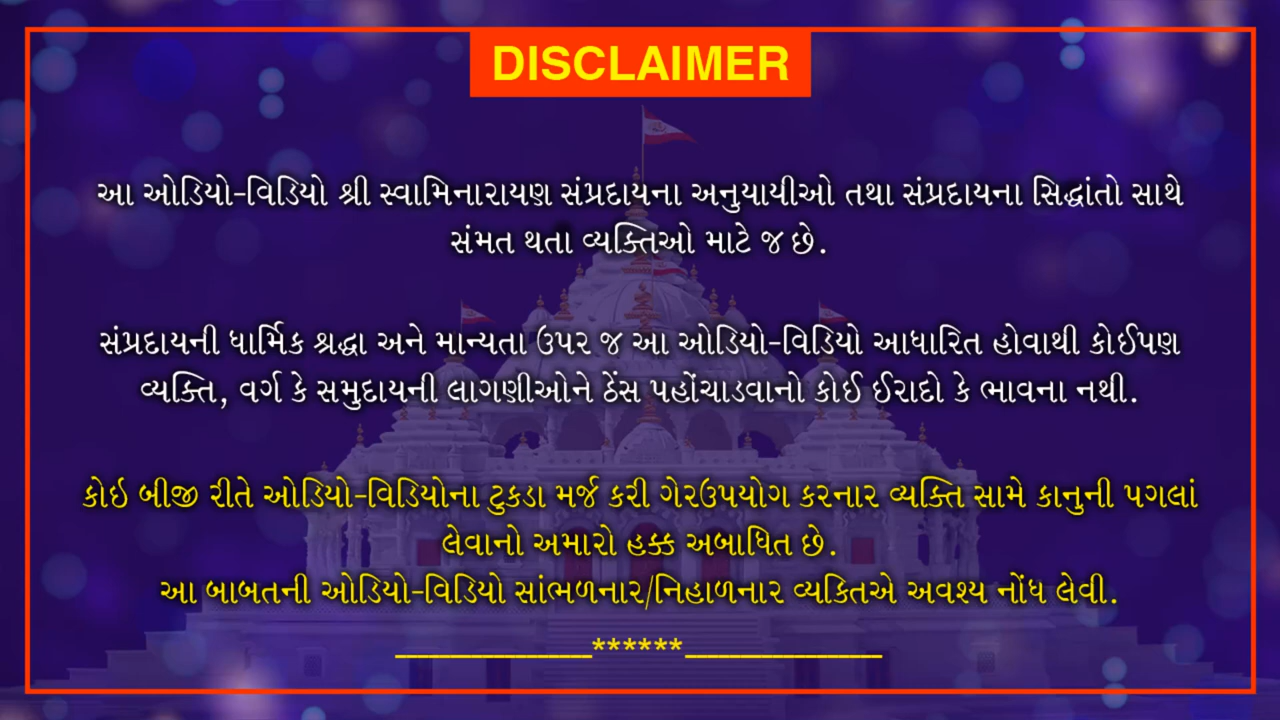 DISCLAIMER
આ ઓડિયો-વિડિયો શ્રી સ્વામિનારાયણ સંપ્રદાયના અનુયાયીઓ તથા સંપ્રદાયના સિદ્ધાંતો સાથે
સંમત થતા વ્યક્તિઓ માટે જ છે.
સંપ્રદાયની ધાર્મિક શ્રદ્ધા અને માન્યતા ઉપર જ આ ઓડિયો-વિડિયો આધારિત હોવાથી કોઈપણ
વ્યક્તિ, વર્ગ કે સમુદાયની લાગણીઓને ઠેંસ પહોંચાડવાનો કોઈ ઈરાદો કે ભાવના નથી.
કોઇ બીજી રીતે ઓડિયો-વિડિયોના ટુકડા મર્જ કરી ગેરઉપયોગ કરનાર વ્યક્તિ સામે કાનુની પગલાં
લેવાનો અમારો હક્ક અબાધિત છે.
આ બાબતની ઓડિયો-વિડિયો સાંભળનાર/નિહાળનાર વ્યકિતએ અવશ્ય નોંધ લેવી.
________________******________________